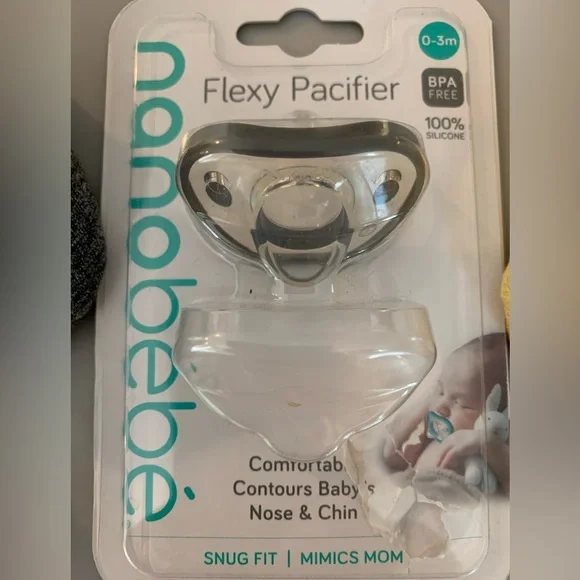 nanobebé®
0-3m
Flexy Pacifier
BPA
FREE
100%
SILICONE
Contours Baby's
Nose & Chin
SNUG FIT | MIMICS MOM